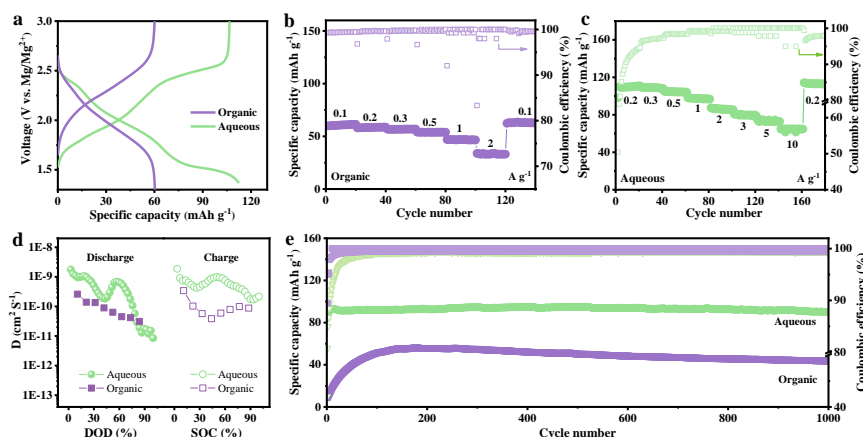 a
Voltage (V vs. Mg/Mg2+)
3.0
2.5
2.0
1.5
Organic
Aqueous
0 30 60 90 120
Specific capacity (mAh g-1)
b
Specific capacity (mAh g-1)
150
125
100
75
50
25
0
0.1 0.2 0.3 0.5 1 2 0.1
Organic
A g-1
0 20 40 60 80 100 120
Cycle number
100
90
80
70
Coulombic efficiency (%)
c
Specific capacity (mAh g-1)
160
120
80
40
0
0.2 0.3 0.5 1 2 3 5 10 0.2
Aqueous
A g-1
0 40 80 120 160
Cycle number
100
90
80
60
50
40
Coulombic efficiency (%)
d
D (cm2 S-1)
1E-8
1E-9
1E-10
1E-11
1E-12
1E-13
Discharge
Charge
Aqueous
Organic
Aqueous
Organic
0 30 60 90
0 30 60 90
DOD (%)
SOC (%)
e
Specific capacity (mAh g-1)
160
120
80
40
0
Aqueous
Organic
0 200 400 600 800 1000
Cycle number
100
90
80
40
Coulombic efficiency (%)